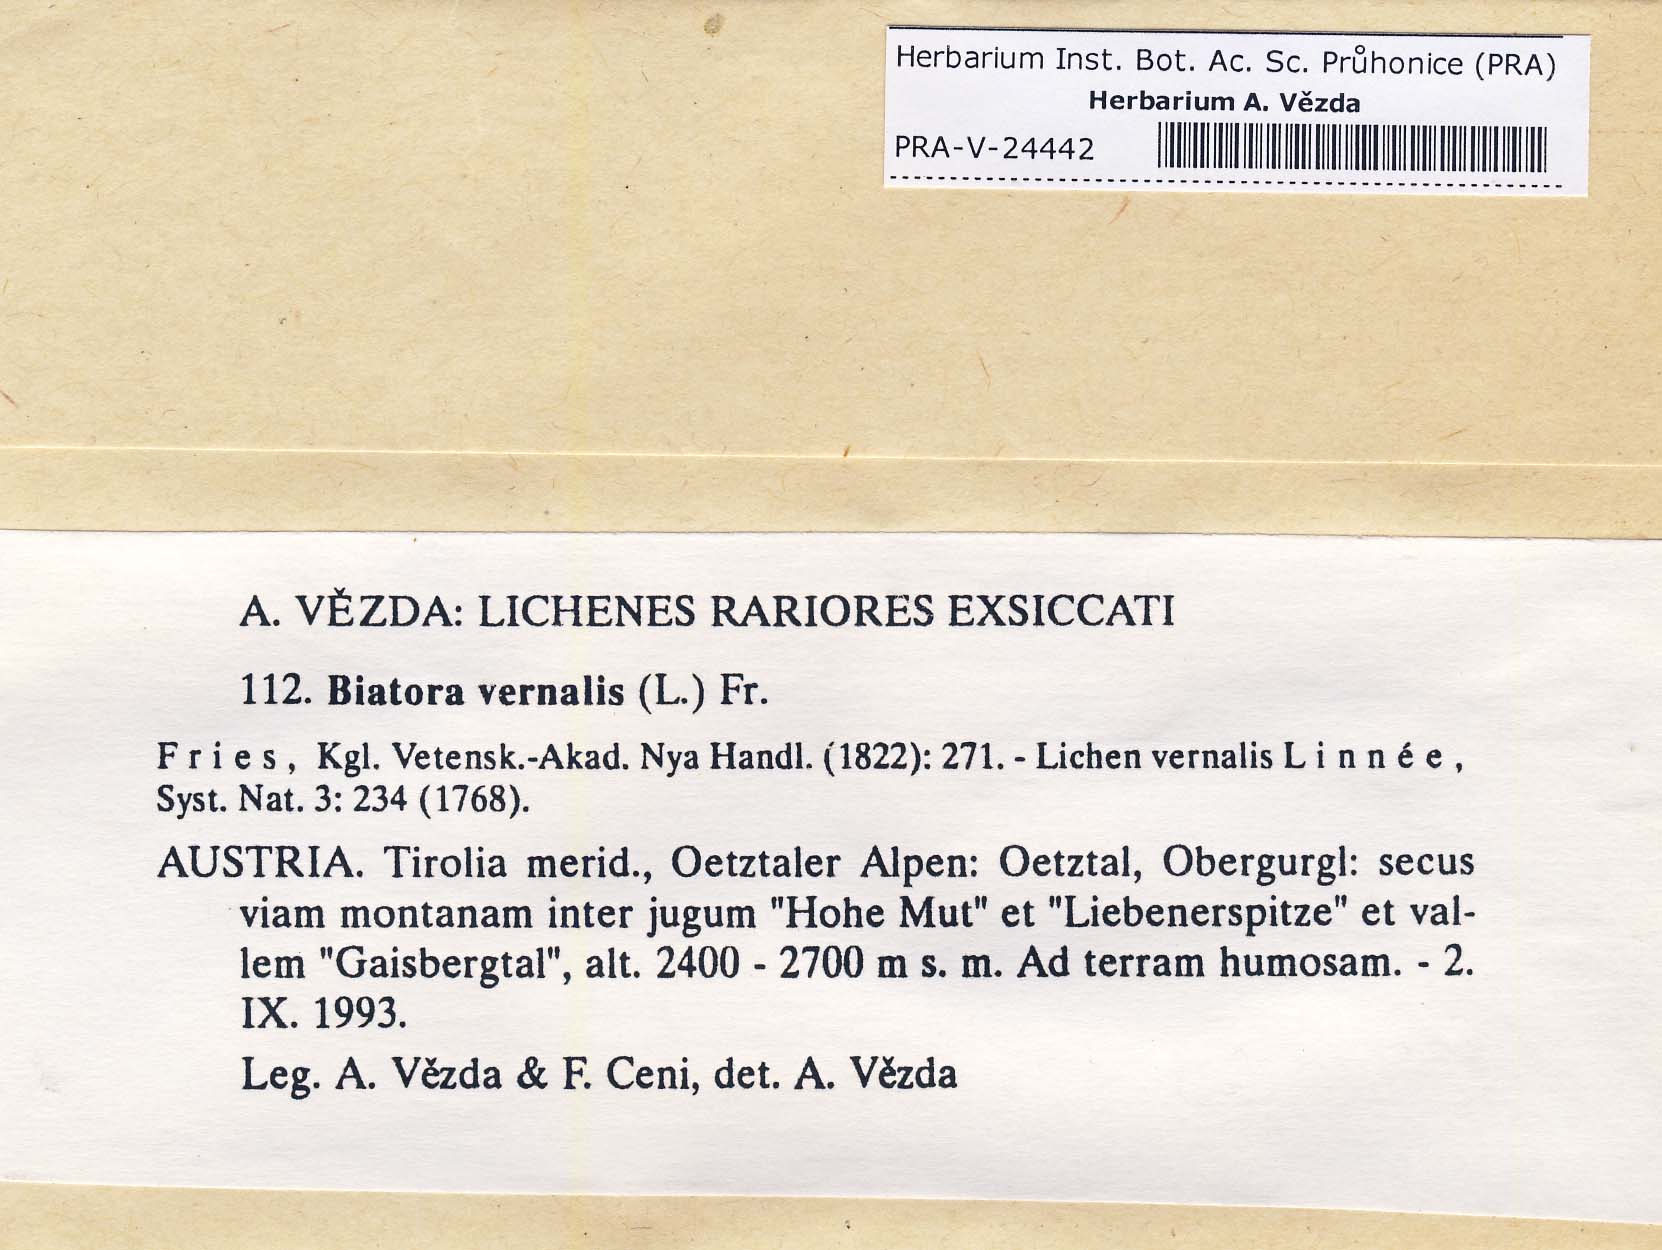 Herbarium Inst. Bot. Ac. Sc. Průhonice (PRA)
Herbarium A. Vězda
PRA-V-24442
A. VĚZDA: LICHENES RARIORES EXSICCATI
112. Biatora vernalis (L.) Fr.
Fries, Kgl. Vetensk.-Akad. Nya Handl. (1822): 271. - Lichen vernalis Linnée,
Syst. Nat. 3: 234 (1768).
AUSTRIA. Tirolia merid., Oetztaler Alpen: Oetztal, Obergurgl: secus
viam montanam inter jugum "Hohe Mut" et "Liebenerspitze" et val-
lem "Gaisbergtal", alt. 2400 - 2700 m s. m. Ad terram humosam. - 2.
IX. 1993.
Leg. A. Vězda & F. Ceni, det. A. Vězda